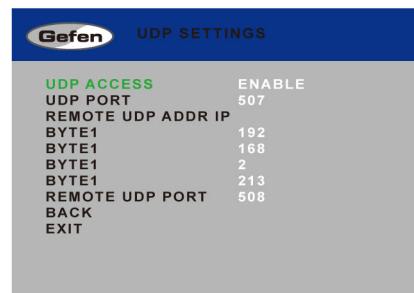 Gefen UDP SETTINGS
UDP ACCESS ENABLE
UDP PORT 507
REMOTE UDP ADDR IP
BYTE1 192
BYTE1 168
BYTE1 2
BYTE1 213
REMOTE UDP PORT 508
BACK
EXIT